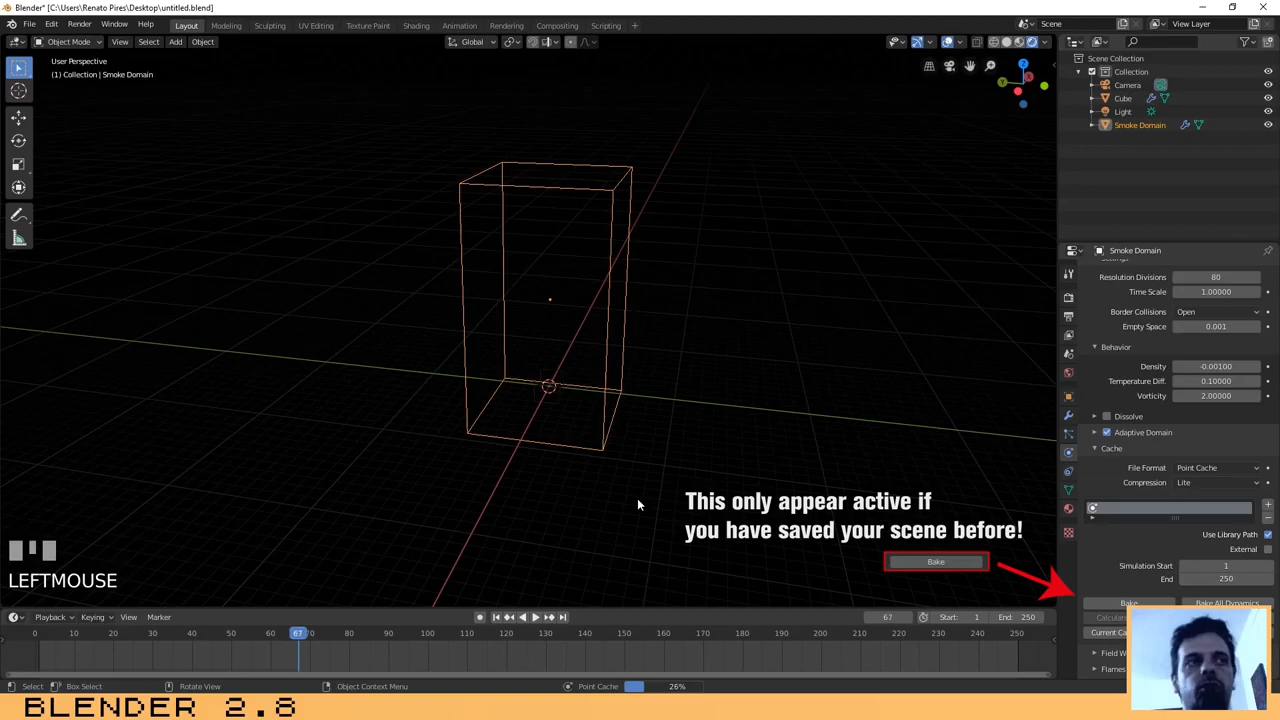 Blender* [C:\Users\Renato Pires\Desktop\untitled.blend]
File Edit Render Window Help Layout Modeling Sculpting UV Editing Texture Paint Shading Animation Rendering Compositing Scripting + Scene View Layer
Object Mode View Select Add Object Global
User Perspective
(1) Collection | Smoke Domain
Z
Y
Scene Collection
Collection
Camera
Cube
Light
Smoke Domain
Smoke Domain
Resolution Divisions 80
Time Scale 1.00000
Border Collisions Open
Empty Space 0.001
Behavior
Density -0.00100
Temperature Diff. 0.10000
Vorticity 2.00000
Dissolve
Adaptive Domain
Cache
File Format Point Cache
Compression Lite
Use Library Path
External
Simulation Start 1
End 250
Bake Bake All Dynamics
This only appear active if
you have saved your scene before!
Bake
LEFTMOUSE
Playback Keying View Marker 67 Start: 1 End: 250
0 10 20 30 40 50 67 70 80 90 100 110 120 130 140 150 160 170 180 190 200 210 220 230 240 250
Select Box Select Rotate View Object Context Menu Point Cache 26%
BLENDER 2.8